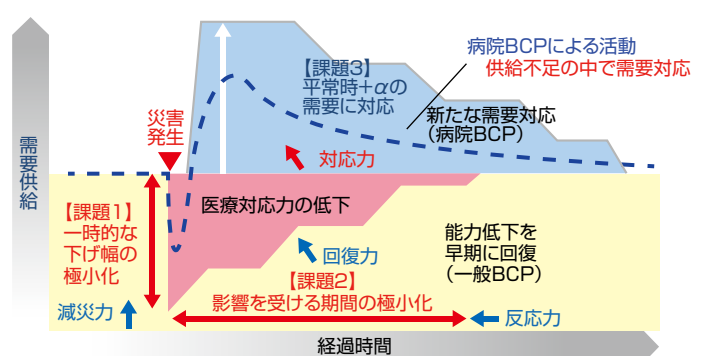 病院BCPによる活動
供給不足の中で需要対応
【課題3】
平常時+αの
需要に対応
新たな需要対応
（病院BCP）
災害
発生
対応力
需要供給
【課題1】
一時的な
下げ幅の
極小化
医療対応力の低下
能力低下を
早期に回復
（一般BCP）
回復力
【課題2】
影響を受ける期間の極小化
減災力
反応力
経過時間